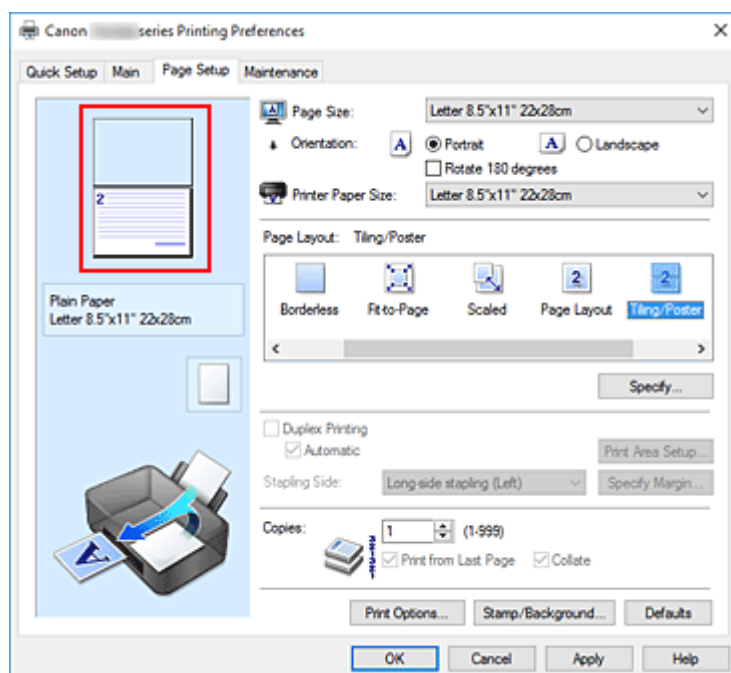 Canon series Printing Preferences
Quick Setup Main Page Setup Maintenance
2
Plain Paper
Letter 8.5"x11" 22x28cm
A
Page Size: Letter 8.5"x11" 22x28cm
Orientation: A Portrait A Landscape
Rotate 180 degrees
Printer Paper Size: Letter 8.5"x11" 22x28cm
Page Layout: Tiling/Poster
2 2
Borderless Fit-to-Page Scaled Page Layout Tiling/Poster
Specify...
Duplex Printing
Automatic Print Area Setup...
Stapling Side: Long-side stapling (Left) Specify Margin...
Copies: 1 (1-999)
Print from Last Page Collate
Print Options... Stamp/Background... Defaults
OK Cancel Apply Help